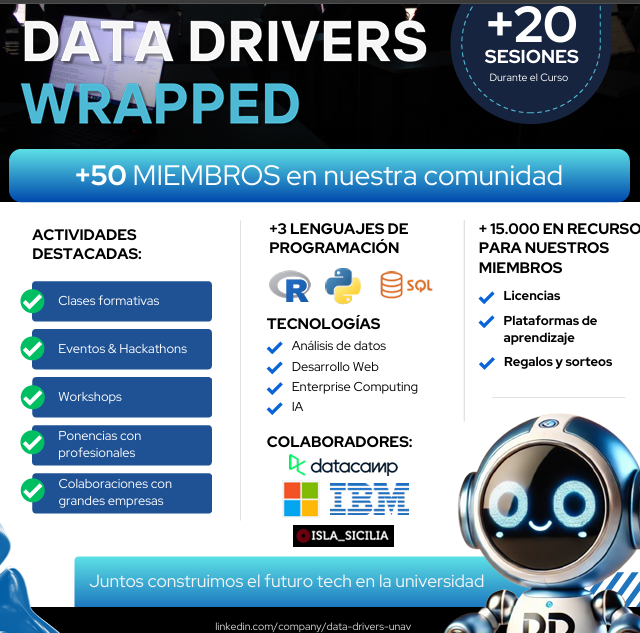 DATA DRIVERS
WRAPPED
+20
SESIONES
Durante el Curso
+50 MIEMBROS en nuestra comunidad
ACTIVIDADES
DESTACADAS:
Clases formativas
Eventos & Hackathons
Workshops
Ponencias con
profesionales
Colaboraciones con
grandes empresas
+3 LENGUAJES DE
PROGRAMACIÓN
R
SQL
TECNOLOGÍAS
Análisis de datos
Desarrollo Web
Enterprise Computing
IA
COLABORADORES:
datacamp
IBM
ISLA_SICILIA
+ 15.000 EN RECURSO
PARA NUESTROS
MIEMBROS
Licencias
Plataformas de
aprendizaje
Regalos y sorteos
Juntos construimos el futuro tech en la universidad
DD
linkedin.com/company/data-drivers-unav